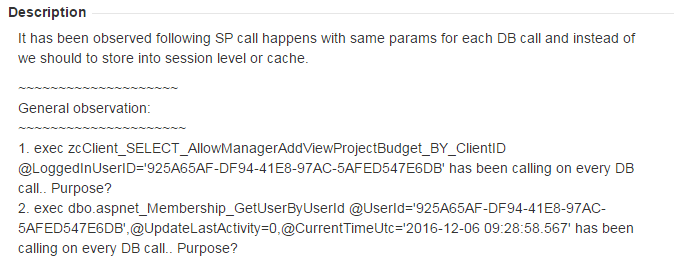 Description
It has been observed following SP call happens with same params for each DB call and instead of
we should to store into session level or cache.
~~~~~~~~~~~~~~~~~~~~
General observation:
~~~~~~~~~~~~~~~~~~~~~
1. exec zcClient_SELECT_AllowManagerAddViewProjectBudget_BY_ClientID
@LoggedInUserID='925A65AF-DF94-41E8-97AC-5AFED547E6DB' has been calling on every DB
call.. Purpose?
2. exec dbo.aspnet_Membership_GetUserByUserId @UserId='925A65AF-DF94-41E8-97AC-
5AFED547E6DB',@UpdateLastActivity=0,@CurrentTimeUtc='2016-12-06 09:28:58.567' has been
calling on every DB call.. Purpose?